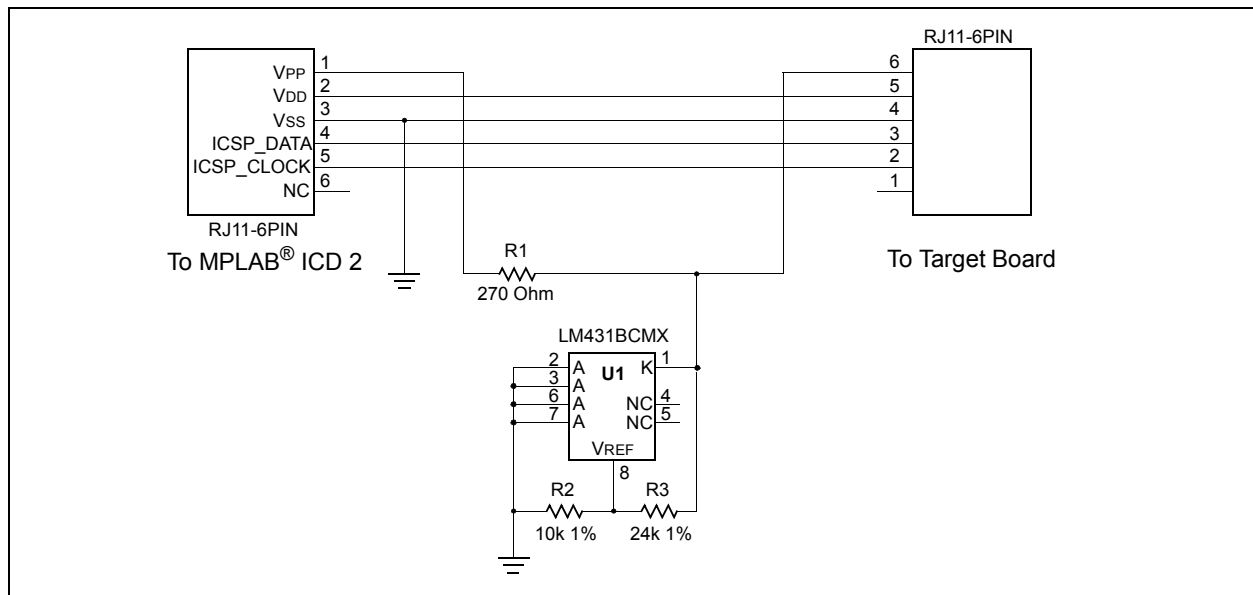 RJ11-6PIN
VPP 1
VDD 2
VSS 3
ICSP_DATA 4
ICSP_CLOCK 5
NC 6
RJ11-6PIN
To MPLAB® ICD 2
6
5
4
3
2
1
To Target Board
R1
270 Ohm
LM431BCMX
2 A U1 K 1
3 A
6 A NC 4
7 A NC 5
VREF
8
R2 R3
10k 1% 24k 1%